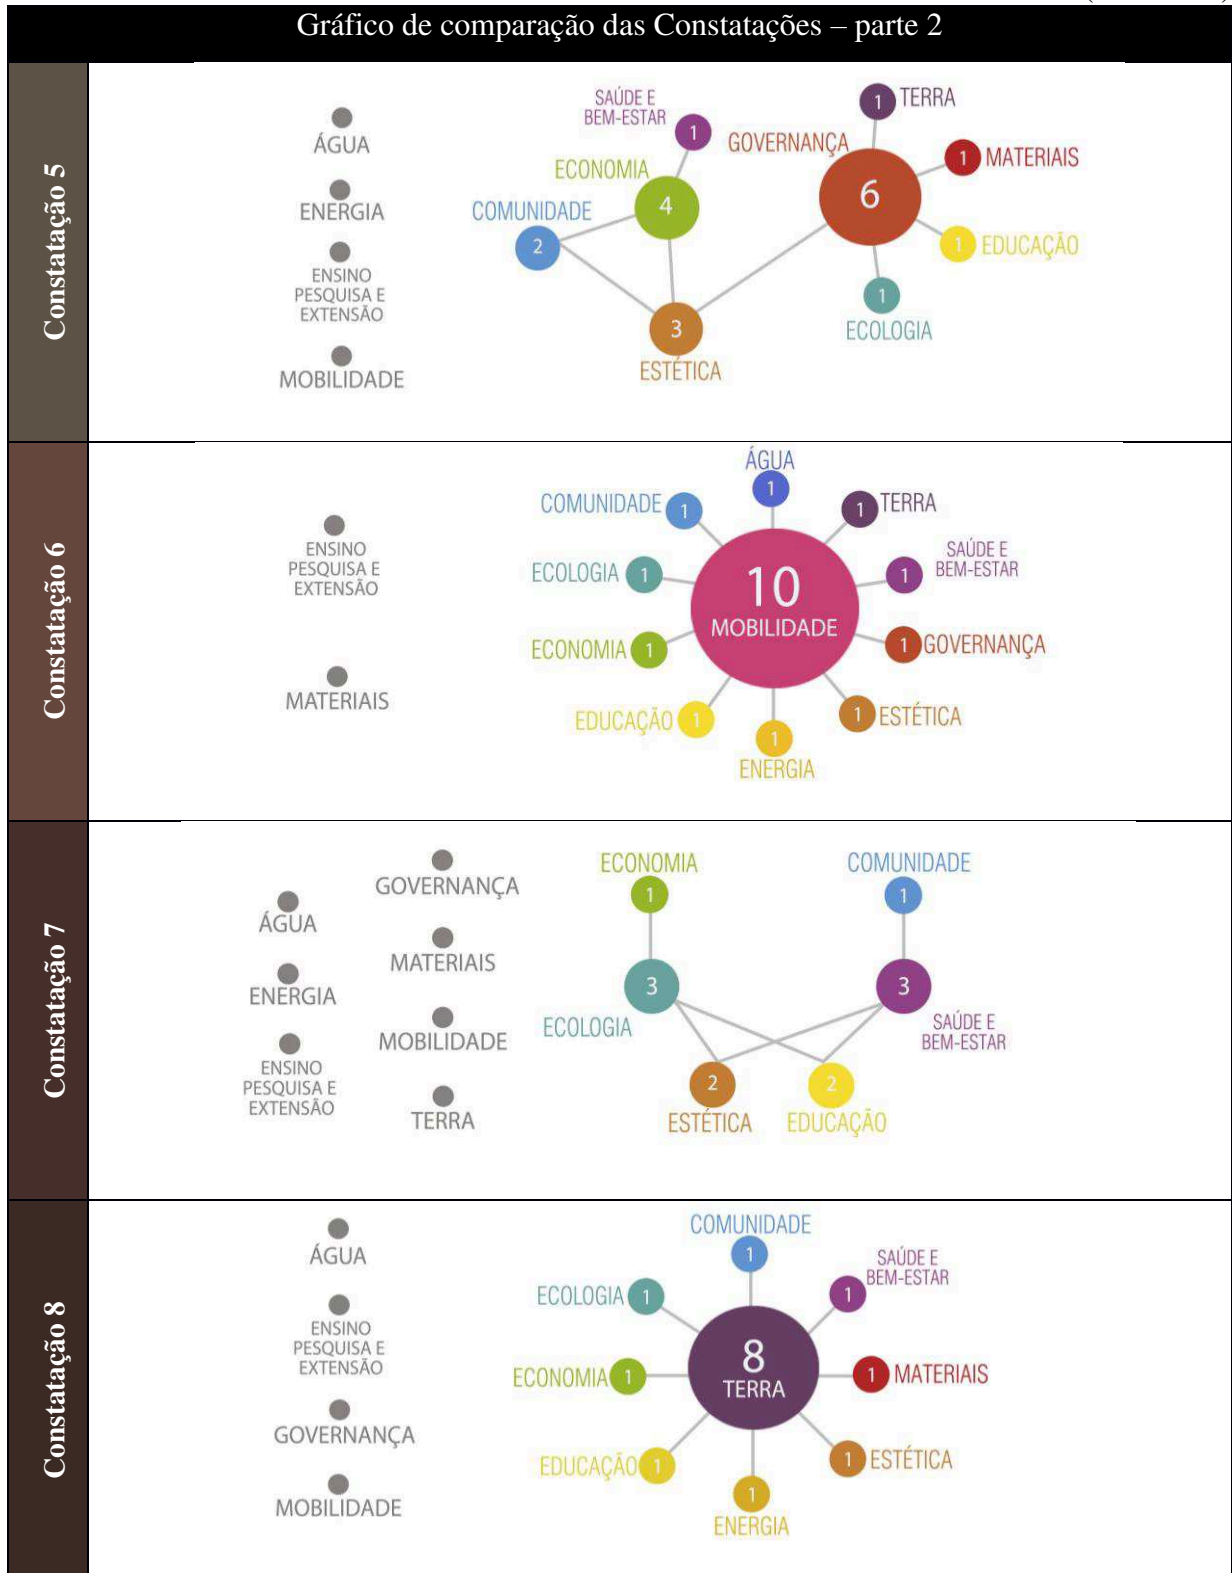 Gráfico de comparação das Constatações – parte 2
Constatação 5
ÁGUA
ENERGIA
ENSINO
PESQUISA E
EXTENSÃO
MOBILIDADE
SAÚDE E
BEM-ESTAR
1
ECONOMIA
4
COMUNIDADE
2
3
ESTÉTICA
GOVERNANÇA
6
1
TERRA
1
MATERIAIS
1
EDUCAÇÃO
1
ECOLOGIA
Constatação 6
ENSINO
PESQUISA E
EXTENSÃO
MATERIAIS
ÁGUA
1
COMUNIDADE
1
1
TERRA
ECOLOGIA
1
SAÚDE E
BEM-ESTAR
1
10
MOBILIDADE
ECONOMIA
1
1
GOVERNANÇA
EDUCAÇÃO
1
1
ESTÉTICA
1
ENERGIA
Constatação 7
GOVERNANÇA
ÁGUA
MATERIAIS
ENERGIA
MOBILIDADE
ENSINO
PESQUISA E
EXTENSÃO
TERRA
ECONOMIA
1
COMUNIDADE
1
3
ECOLOGIA
3
SAÚDE E
BEM-ESTAR
2
ESTÉTICA
2
EDUCAÇÃO
Constatação 8
ÁGUA
ENSINO
PESQUISA E
EXTENSÃO
GOVERNANÇA
MOBILIDADE
COMUNIDADE
1
SAÚDE E
BEM-ESTAR
1
ECOLOGIA
1
8
TERRA
ECONOMIA
1
1
MATERIAIS
EDUCAÇÃO
1
1
ESTÉTICA
1
ENERGIA